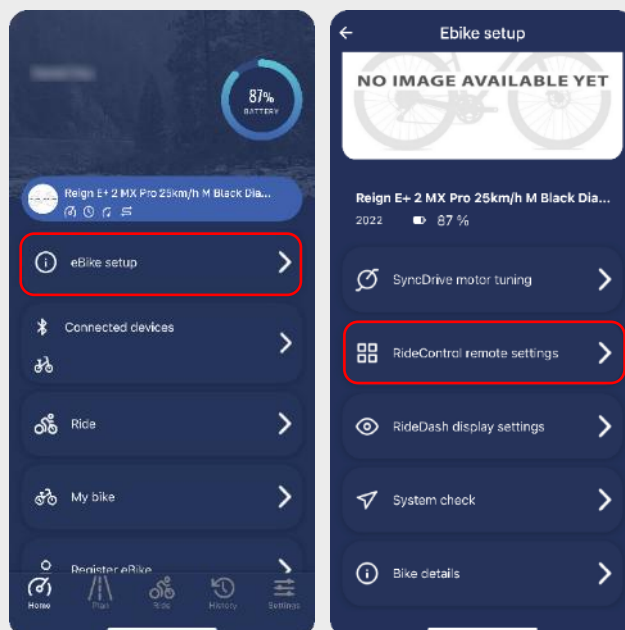 87%
BATTERY
Reign E+ 2 MX Pro 25km/h M Black Dia...
eBike setup
Connected devices
Ride
My bike
Register eBike
Home
Plan
Ride
History
Settings
Ebike setup
NO IMAGE AVAILABLE YET
Reign E+ 2 MX Pro 25km/h M Black Dia...
2022 87 %
SyncDrive motor tuning
RideControl remote settings
RideDash display settings
System check
Bike details